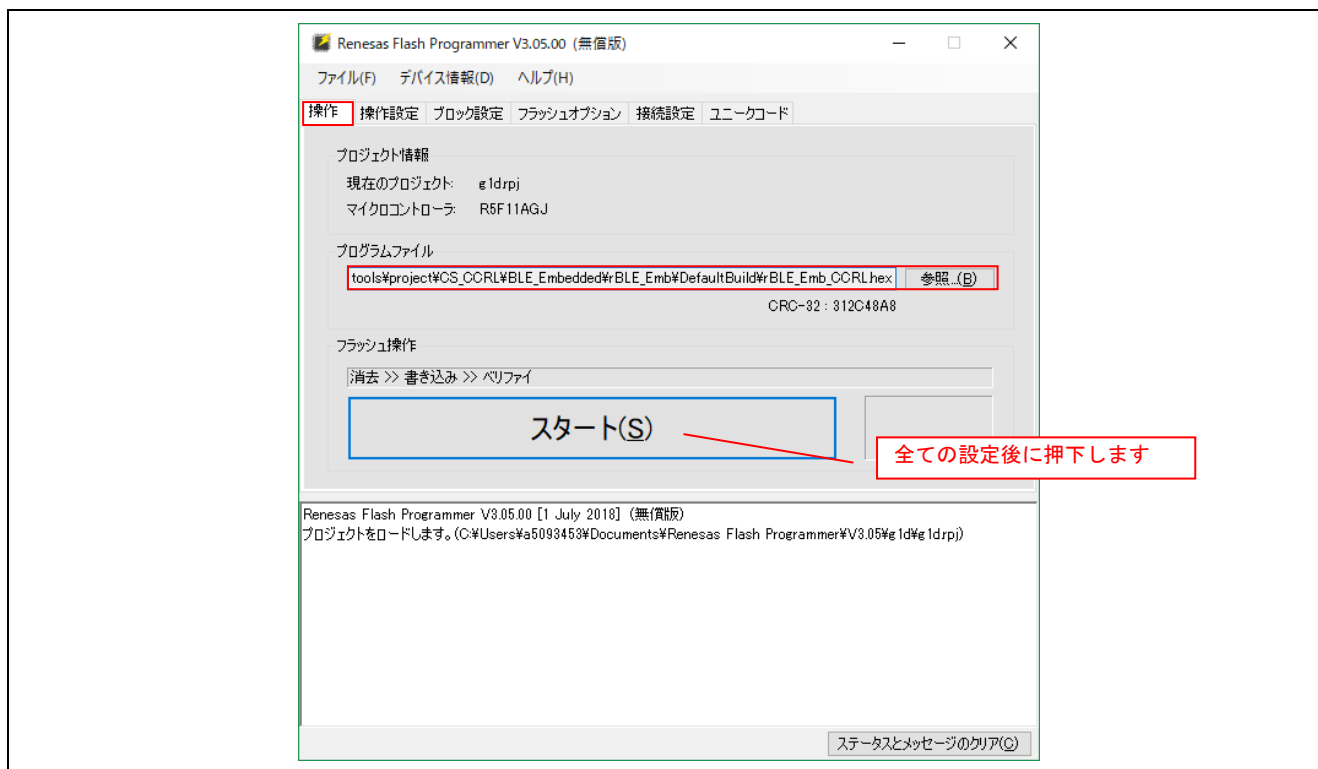 Renesas Flash Programmer V3.05.00 (無償版)
ファイル(F) デバイス情報(D) ヘルプ(H)
操作 操作設定 ブロック設定 フラッシュオプション 接続設定 ユニークコード
プロジェクト情報
現在のプロジェクト: g1d.rpj
マイクロコントローラ: R5F11AGJ
プログラムファイル
tools¥project¥CS_CCRL¥BLE_Embedded¥rBLE_Emb¥DefaultBuild¥rBLE_Emb_CCRL.hex 参照...(B)
CRC-32 : 312C48A8
フラッシュ操作
消去 >> 書き込み >> ベリファイ
スタート(S)
全ての設定後に押下します
Renesas Flash Programmer V3.05.00 [1 July 2018] (無償版)
プロジェクトをロードします。(C:¥Users¥a5093453¥Documents¥Renesas Flash Programmer¥V3.05¥g1d¥g1d.rpj)
ステータスとメッセージのクリア(C)